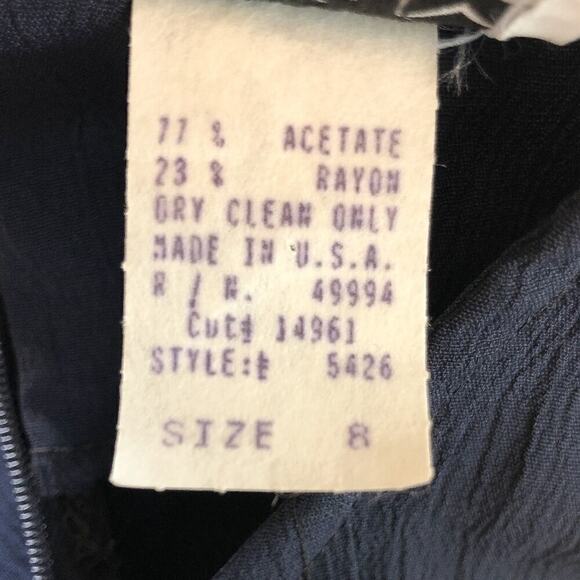 77 % ACETATE
23 % RAYON
DRY CLEAN ONLY
MADE IN U.S.A.
R / N. 49994
Cut# 14961
STYLE:# 5426
SIZE 8